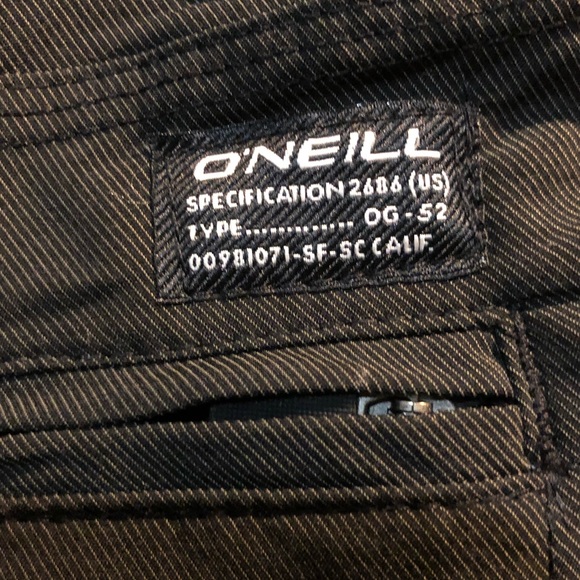 O'NEILL
SPECIFICATION 2686 (US)
TYPE............. OG-52
00981071-SF-SC CALIF.